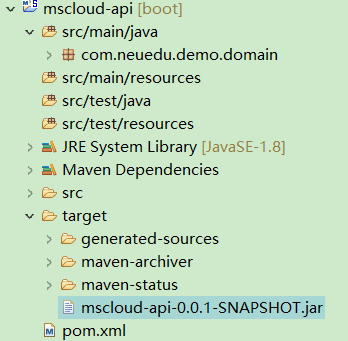 mscloud-api [boot]
src/main/java
com.neuedu.demo.domain
src/main/resources
src/test/java
src/test/resources
JRE System Library [JavaSE-1.8]
Maven Dependencies
src
target
generated-sources
maven-archiver
maven-status
mscloud-api-0.0.1-SNAPSHOT.jar
pom.xml